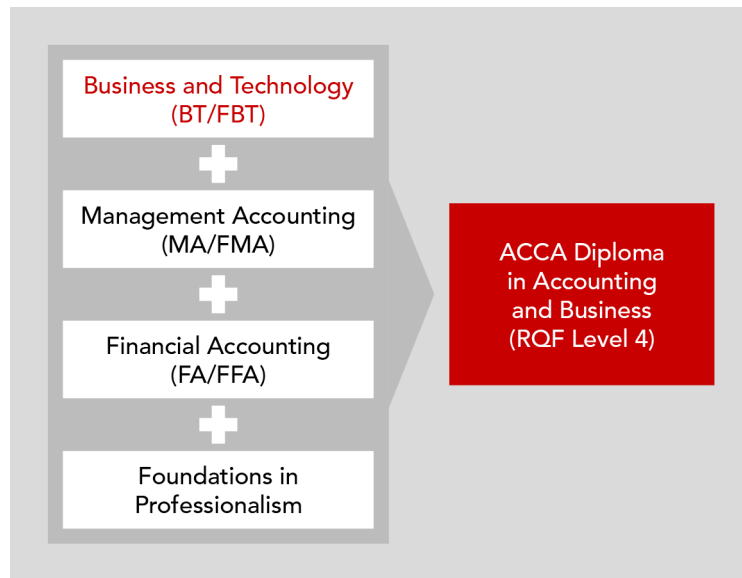 Business and Technology
(BT/FBT)
Management Accounting
(MA/FMA)
Financial Accounting
(FA/FFA)
Foundations in
Professionalism
ACCA Diploma
in Accounting
and Business
(RQF Level 4)